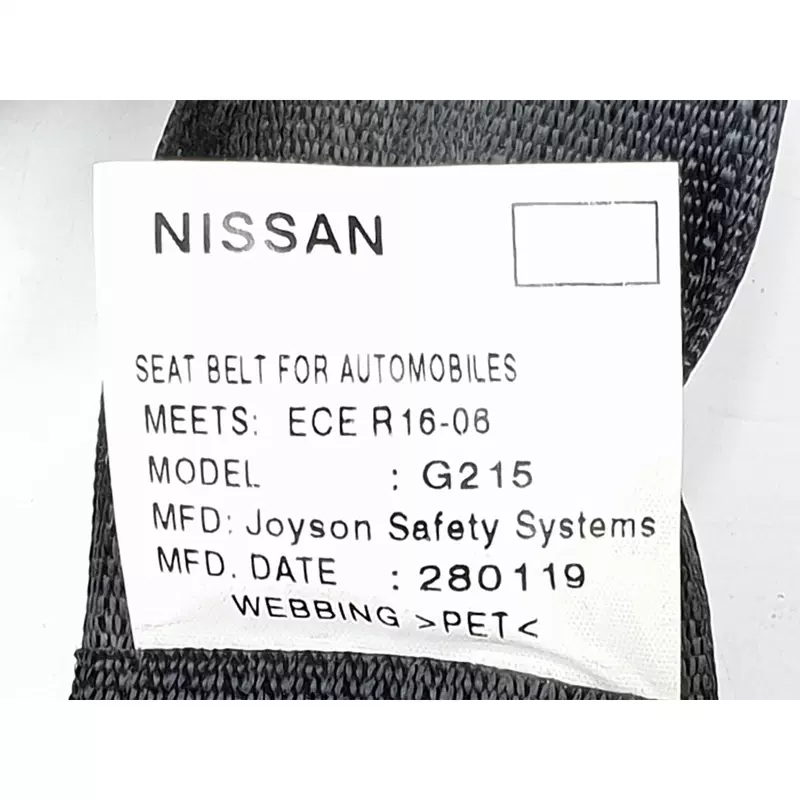 NISSAN
SEAT BELT FOR AUTOMOBILES
MEETS: ECE R16-06
MODEL : G215
MFD: Joyson Safety Systems
MFD. DATE : 280119
WEBBING >PET<